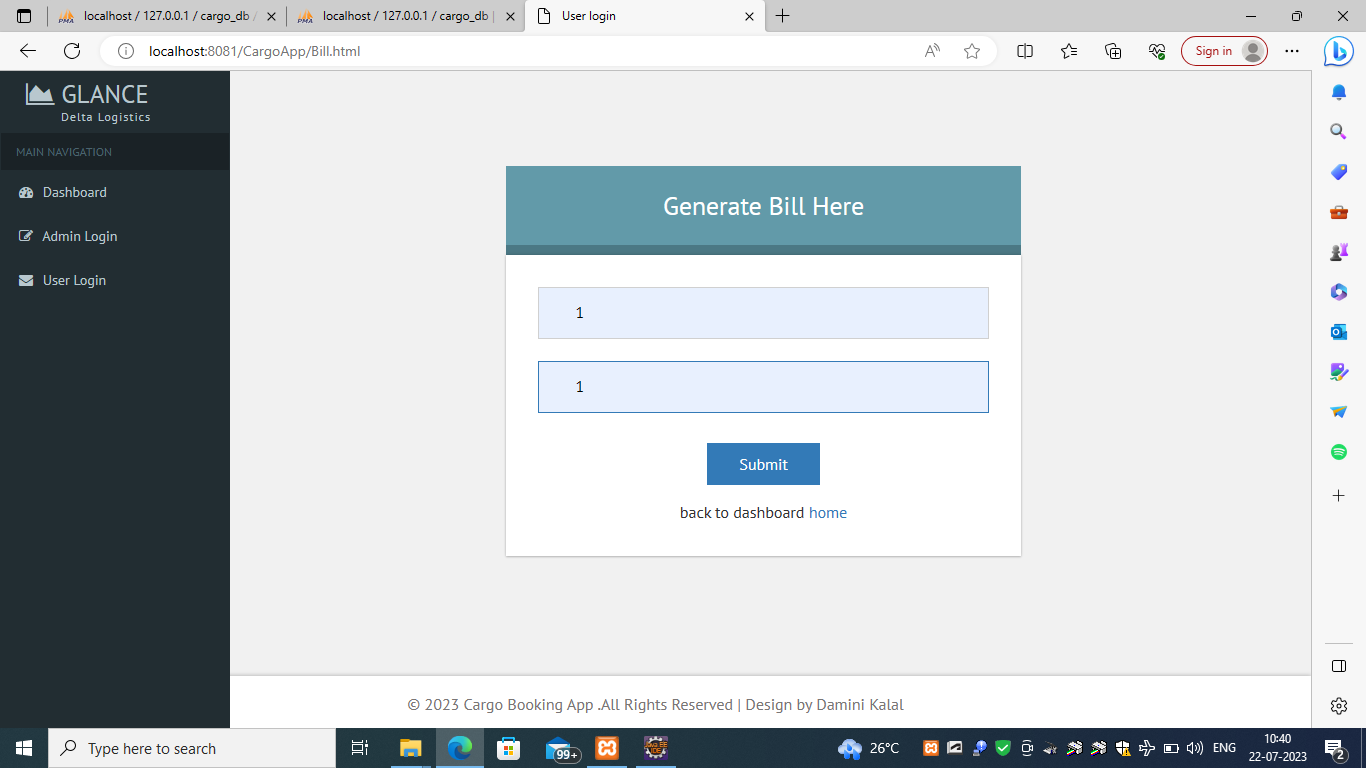 localhost / 127.0.0.1 / cargo_db /
localhost / 127.0.0.1 / cargo_db |
User login
localhost:8081/CargoApp/Bill.html
Sign in
GLANCE
Delta Logistics
MAIN NAVIGATION
Dashboard
Admin Login
User Login
Generate Bill Here
1
1
Submit
back to dashboard home
© 2023 Cargo Booking App .All Rights Reserved | Design by Damini Kalal
Type here to search
99+
26°C
ENG
10:40
22-07-2023
2